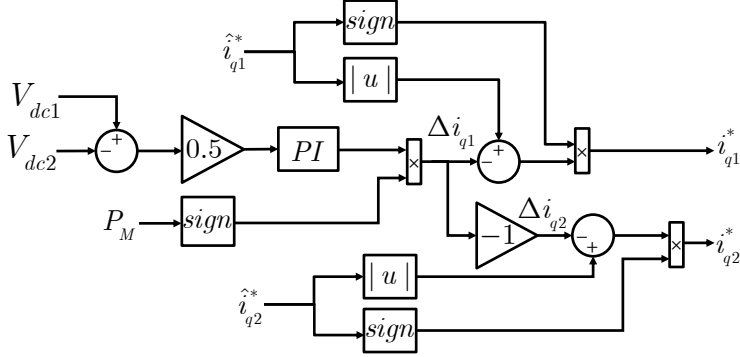 sign
î*q1
| u |
Vdc1
+
−
Vdc2
0.5
PI
×
Δiq1
+
−
×
i*q1
PM
sign
−1
Δiq2
−
+
×
i*q2
| u |
î*q2
sign